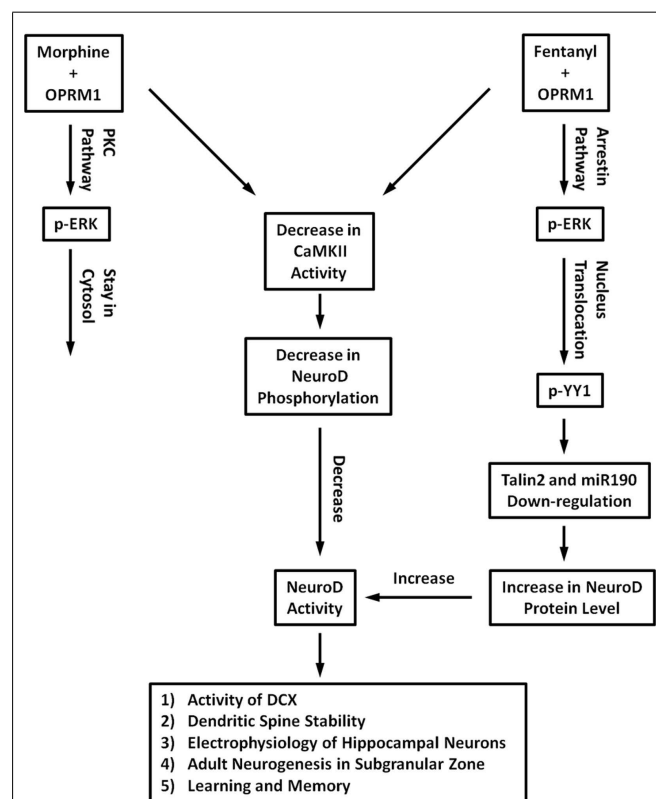 Morphine
+
OPRM1
Fentanyl
+
OPRM1
PKC
Pathway
Arrestin
Pathway
p-ERK
Decrease in
CaMKII
Activity
p-ERK
Stay in
Cytosol
Nucleus
Translocation
Decrease in
NeuroD
Phosphorylation
p-YY1
Decrease
Talin2 and miR190
Down-regulation
NeuroD
Activity
Increase
Increase in NeuroD
Protein Level
1) Activity of DCX
2) Dendritic Spine Stability
3) Electrophysiology of Hippocampal Neurons
4) Adult Neurogenesis in Subgranular Zone
5) Learning and Memory